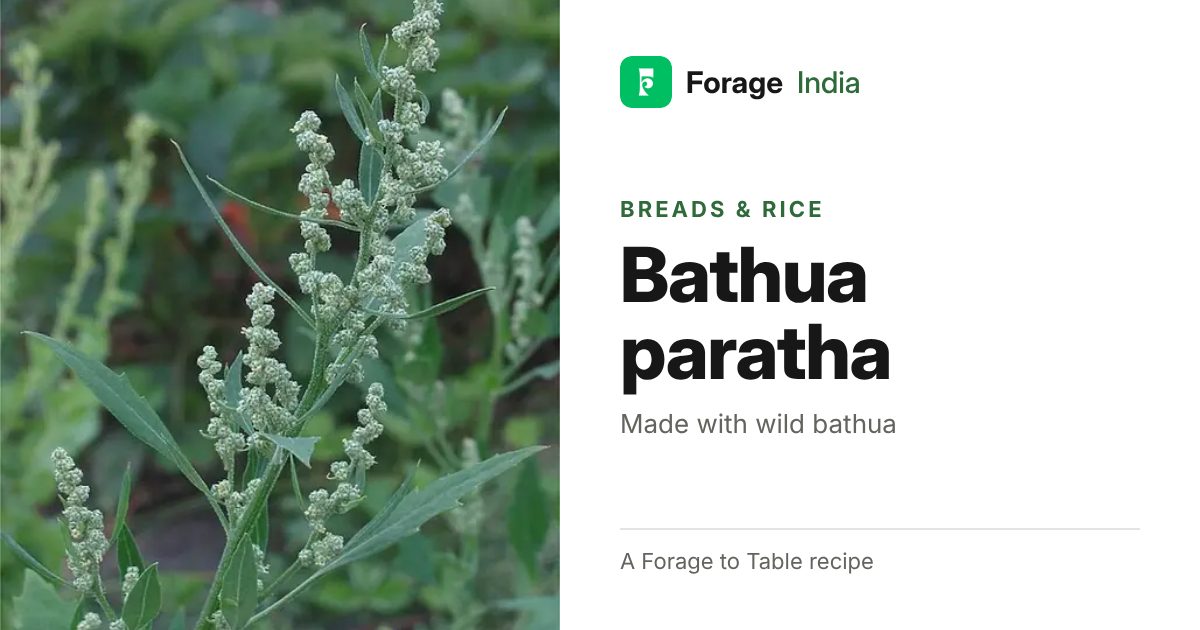 Forage India
BREADS & RICE
Bathua
paratha
Made with wild bathua
A Forage to Table recipe